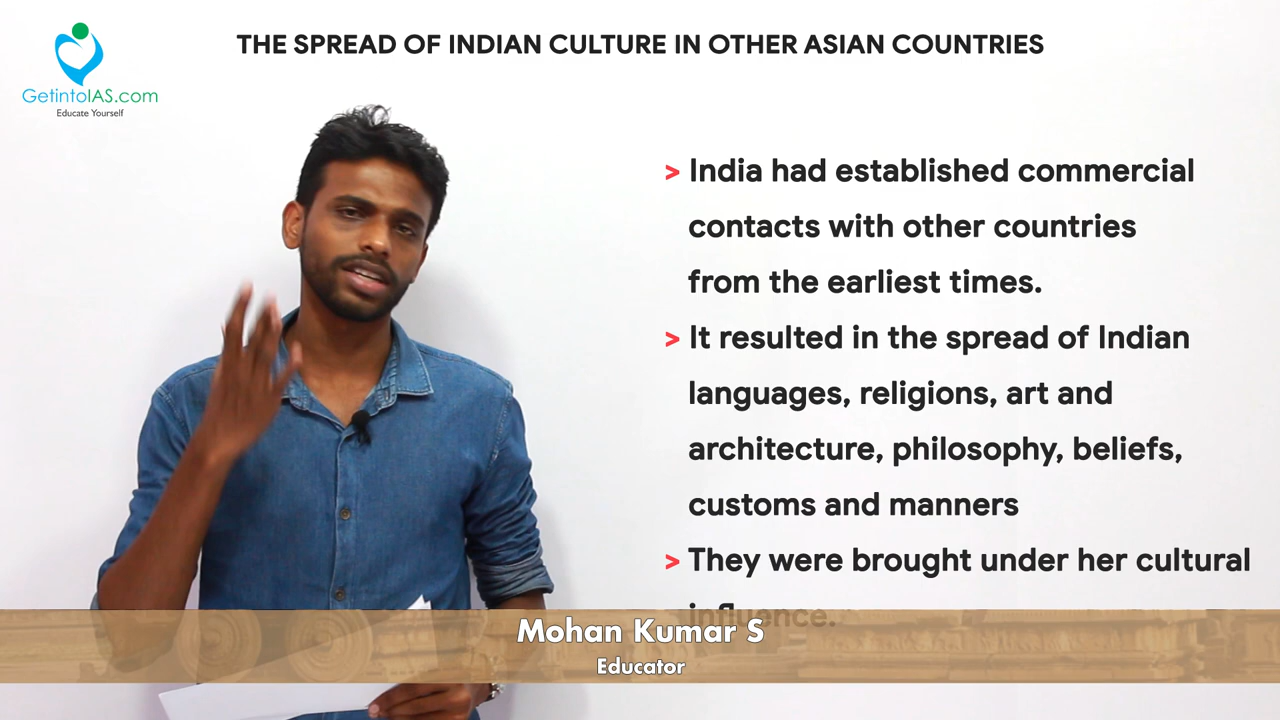 THE SPREAD OF INDIAN CULTURE IN OTHER ASIAN COUNTRIES
GetintoIAS.com
Educate Yourself
> India had established commercial
contacts with other countries
from the earliest times.
> It resulted in the spread of Indian
languages, religions, art and
architecture, philosophy, beliefs,
customs and manners
> They were brought under her cultural
influence.
Mohan Kumar S
Educator